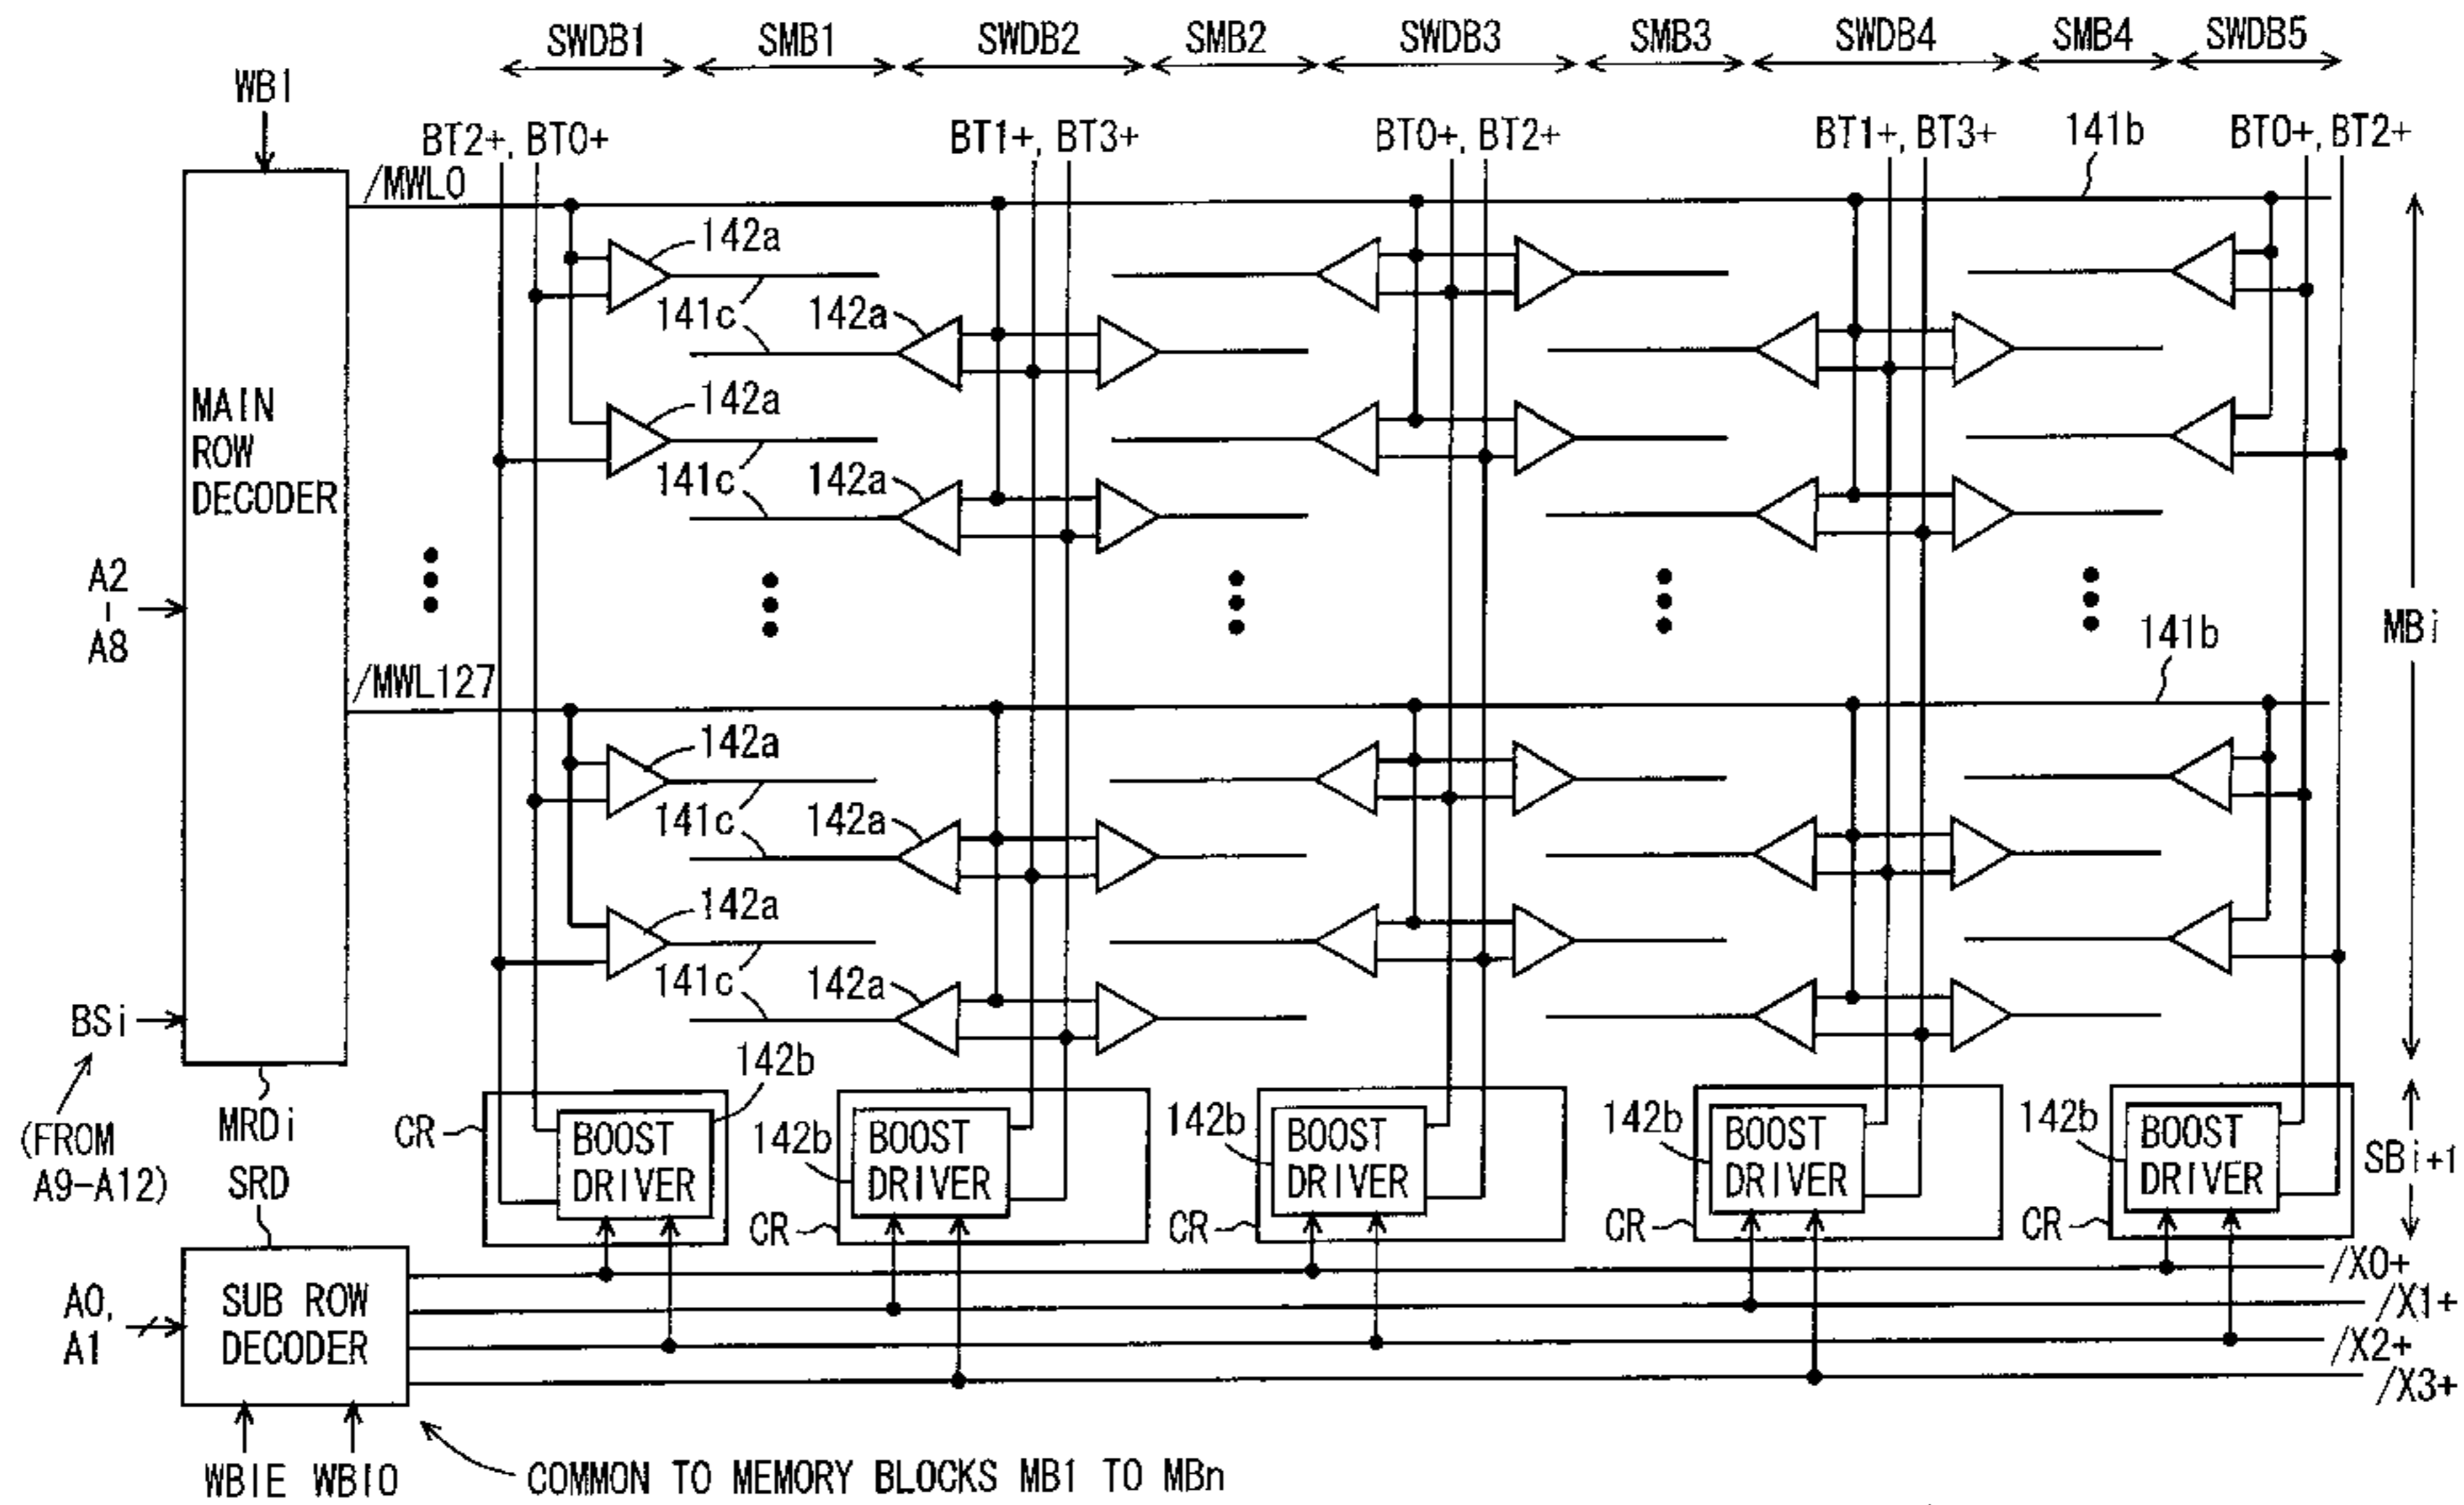 SWDB1 SMB1 SWDB2 SMB2 SWDB3 SMB3 SWDB4 SMB4 SWDB5
WBI
BT2+, BT0+ BT1+, BT3+ BT0+, BT2+ BT1+, BT3+ 141b BT0+, BT2+
/MWL0
142a
141c 142a
142a
141c 142a
MAIN
ROW
DECODER
A2
A8
MBi
141b
/MWL127
142a
141c 142a
142a
141c 142a
BSi
142b
MRDi
(FROM
A9-A12)
SRD
CR BOOST
DRIVER
142b BOOST
DRIVER
CR
142b BOOST
DRIVER
CR
142b BOOST
DRIVER
CR
142b BOOST
DRIVER
CR
SBi+1
A0,
A1
SUB ROW
DECODER
/X0+
/X1+
/X2+
/X3+
WBIE WBIO
COMMON TO MEMORY BLOCKS MB1 TO MBn